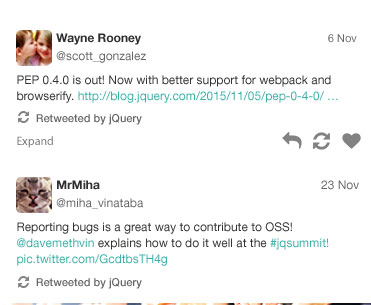 Wayne Rooney 6 Nov
@scott_gonzalez
PEP 0.4.0 is out! Now with better support for webpack and
browserify. http://blog.jquery.com/2015/11/05/pep-0-4-0/ …
Retweeted by jQuery
Expand
MrMiha 23 Nov
@miha_vinataba
Reporting bugs is a great way to contribute to OSS!
@davemethvin explains how to do it well at the #jqsummit!
pic.twitter.com/GcdtbsTH4g
Retweeted by jQuery